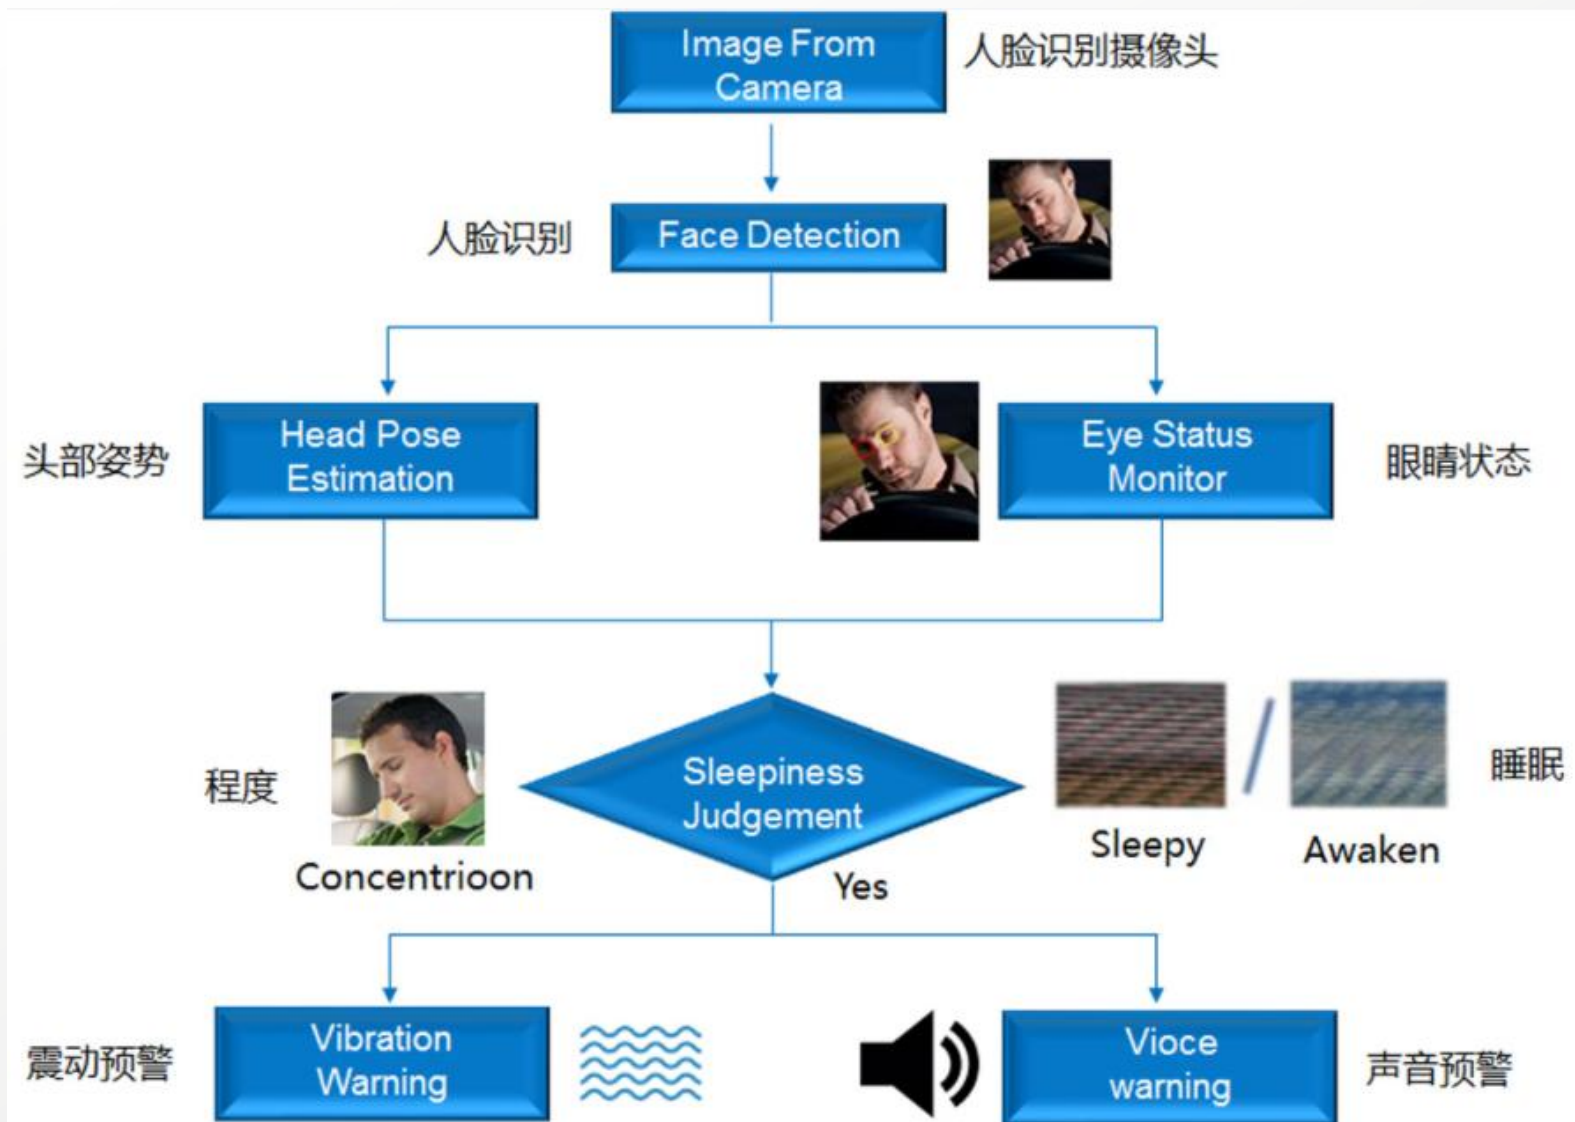 Image From
Camera
人脸识别摄像头
人脸识别
Face Detection
头部姿势
Head Pose
Estimation
Eye Status
Monitor
眼睛状态
程度
Concentrioon
Sleepiness
Judgement
Sleepy
Awaken
睡眠
Yes
震动预警
Vibration
Warning
Vioce
warning
声音预警